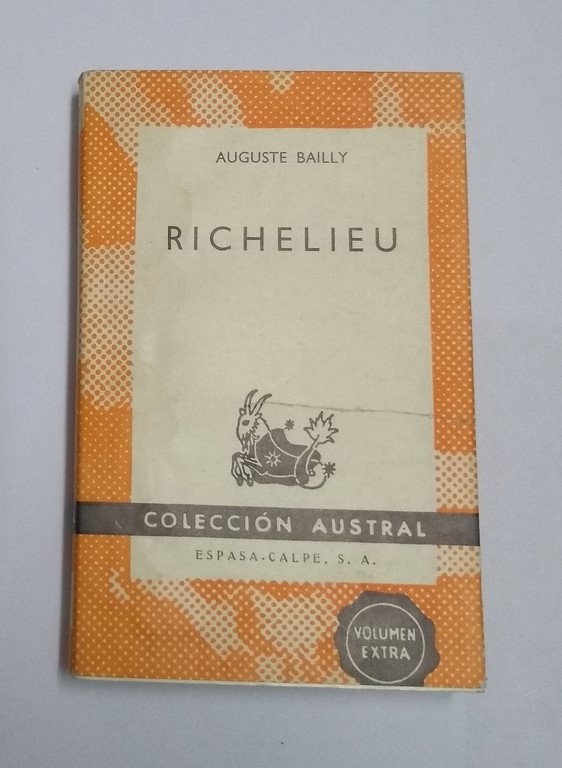 AUGUSTE BAILLY
RICHELIEU
COLECCIÓN AUSTRAL
ESPASA-CALPE, S. A.
VOLUMEN
EXTRA